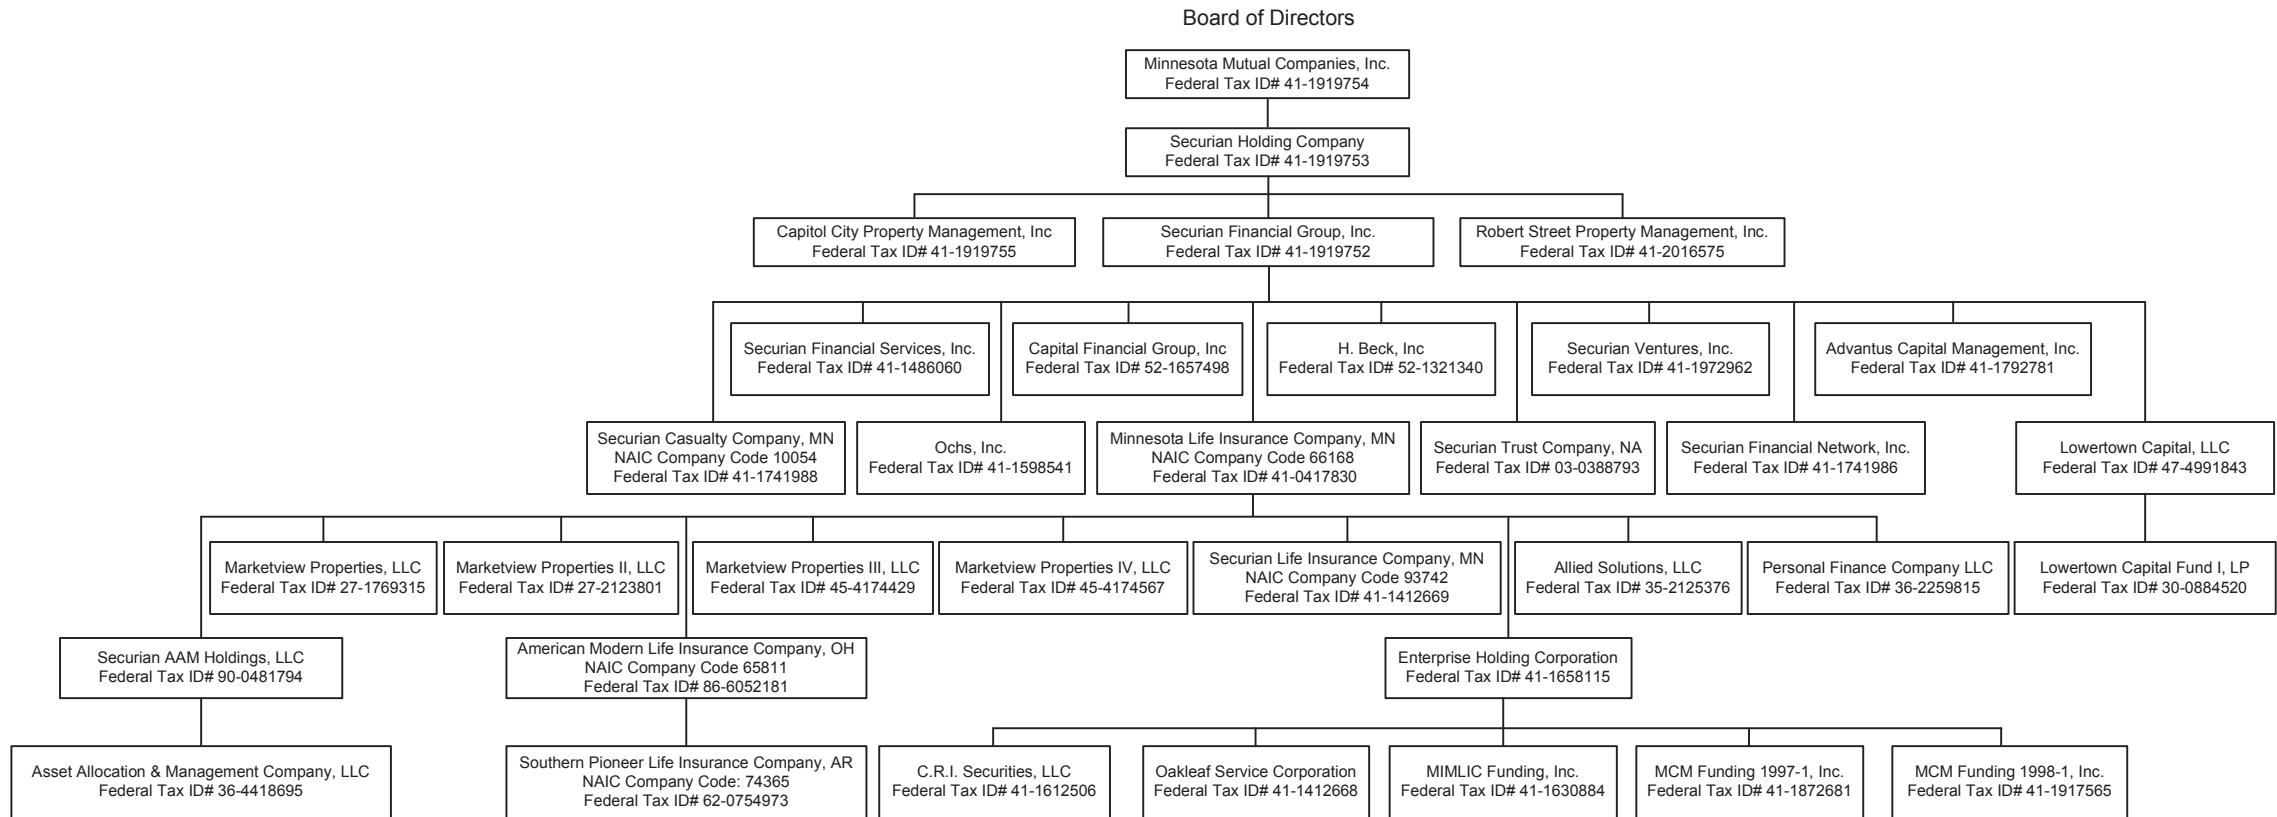 Board of Directors
Minnesota Mutual Companies, Inc.
Federal Tax ID# 41-1919754
Securian Holding Company
Federal Tax ID# 41-1919753
Capitol City Property Management, Inc
Federal Tax ID# 41-1919755
Securian Financial Group, Inc.
Federal Tax ID# 41-1919752
Robert Street Property Management, Inc.
Federal Tax ID# 41-2016575
Securian Financial Services, Inc.
Federal Tax ID# 41-1486060
Capital Financial Group, Inc
Federal Tax ID# 52-1657498
H. Beck, Inc
Federal Tax ID# 52-1321340
Securian Ventures, Inc.
Federal Tax ID# 41-1972962
Advantus Capital Management, Inc.
Federal Tax ID# 41-1792781
Securian Casualty Company, MN
NAIC Company Code 10054
Federal Tax ID# 41-1741988
Ochs, Inc.
Federal Tax ID# 41-1598541
Minnesota Life Insurance Company, MN
NAIC Company Code 66168
Federal Tax ID# 41-0417830
Securian Trust Company, NA
Federal Tax ID# 03-0388793
Securian Financial Network, Inc.
Federal Tax ID# 41-1741986
Lowertown Capital, LLC
Federal Tax ID# 47-4991843
Marketview Properties, LLC
Federal Tax ID# 27-1769315
Marketview Properties II, LLC
Federal Tax ID# 27-2123801
Marketview Properties III, LLC
Federal Tax ID# 45-4174429
Marketview Properties IV, LLC
Federal Tax ID# 45-4174567
Securian Life Insurance Company, MN
NAIC Company Code 93742
Federal Tax ID# 41-1412669
Allied Solutions, LLC
Federal Tax ID# 35-2125376
Personal Finance Company LLC
Federal Tax ID# 36-2259815
Lowertown Capital Fund I, LP
Federal Tax ID# 30-0884520
Securian AAM Holdings, LLC
Federal Tax ID# 90-0481794
American Modern Life Insurance Company, OH
NAIC Company Code 65811
Federal Tax ID# 86-6052181
Enterprise Holding Corporation
Federal Tax ID# 41-1658115
Asset Allocation & Management Company, LLC
Federal Tax ID# 36-4418695
Southern Pioneer Life Insurance Company, AR
NAIC Company Code: 74365
Federal Tax ID# 62-0754973
C.R.I. Securities, LLC
Federal Tax ID# 41-1612506
Oakleaf Service Corporation
Federal Tax ID# 41-1412668
MIMLIC Funding, Inc.
Federal Tax ID# 41-1630884
MCM Funding 1997-1, Inc.
Federal Tax ID# 41-1872681
MCM Funding 1998-1, Inc.
Federal Tax ID# 41-1917565